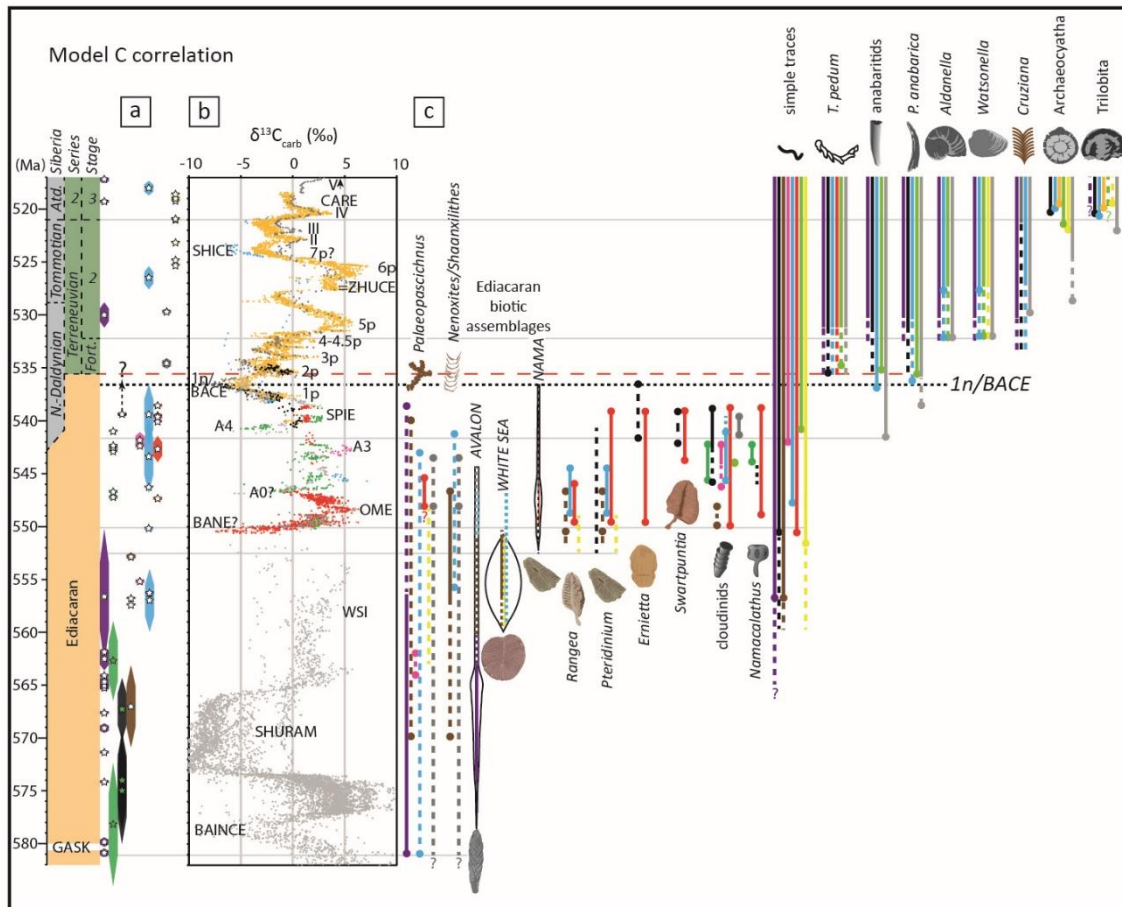 Model C correlation
a
b
c
(Ma)
Siberia
Series
Stage
δ¹³C_carb (‰)
-10
-5
0
5
10
520
525
530
535
540
545
550
555
560
565
570
575
580
Atd.
Tommotian
N.-Daldynian
2
Terreneuvian
3
2
Fort.
Ediacaran
GASK
?
V
CARE
IV
III
II
SHICE
7p?
6p
=ZHUCE
5p
4-4.5p
3p
2p
1n/
BACE
1p
SPIE
A4
A3
A0?
OME
BANE?
WSI
SHURAM
BAINCE
Palaeopascichnus
Nenoxites/Shaanxilithes
Ediacaran
biotic
assemblages
AVALON
WHITE SEA
NAMA
Rangea
Pteridinium
Ernietta
Swartpuntia
cloudinids
Namacalathus
simple traces
T. pedum
anabaritids
P. anabarica
Aldanella
Watsonella
Cruziana
Archaeocyatha
Trilobita
1n/BACE
?
?
?
?
?
?